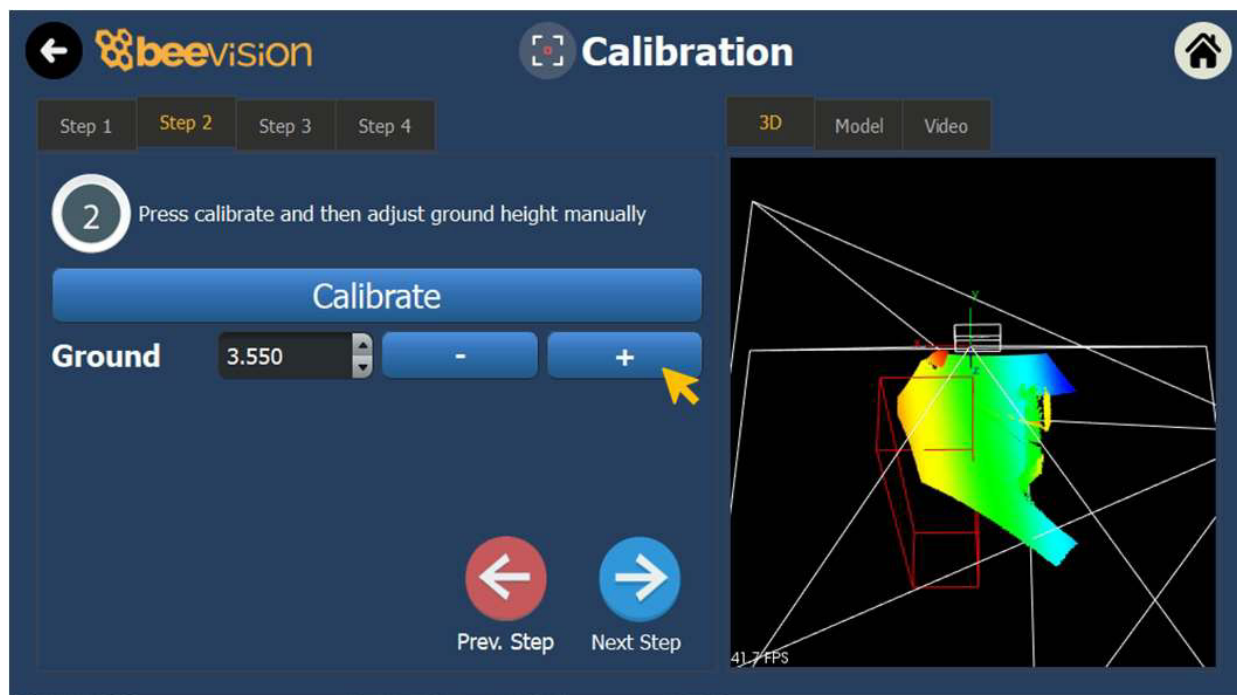 beevision
Calibration
Step 1
Step 2
Step 3
Step 4
2
Press calibrate and then adjust ground height manually
Calibrate
Ground
3.550
-
+
Prev. Step
Next Step
3D
Model
Video
y
x
z
41.7 FPS